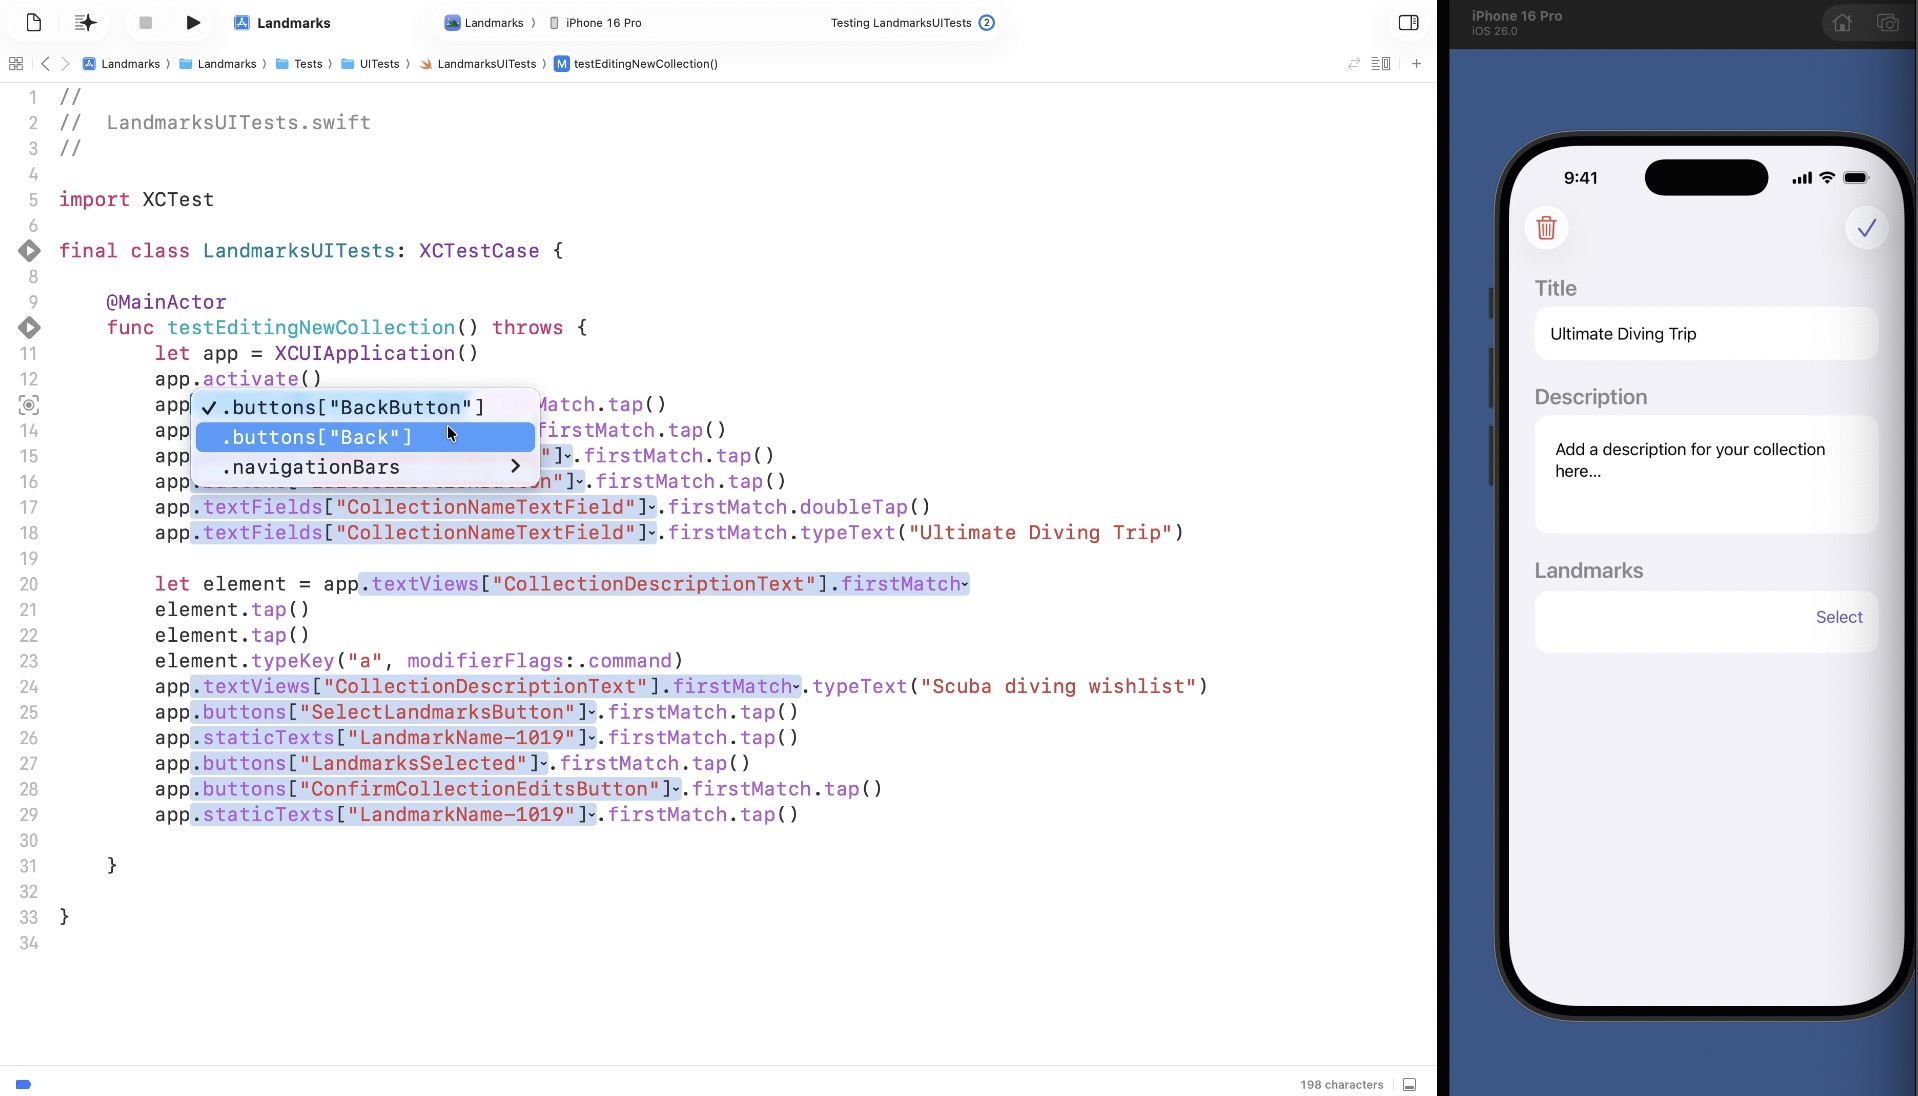 Landmarks
Landmarks 〉 iPhone 16 Pro
Testing LandmarksUITests 2
Landmarks 〉 Landmarks 〉 Tests 〉 UITests 〉 LandmarksUITests 〉 M testEditingNewCollection()
1 //
2 //  LandmarksUITests.swift
3 //
4
5 import XCTest
6
final class LandmarksUITests: XCTestCase {
8
9 @MainActor
func testEditingNewCollection() throws {
11 let app = XCUIApplication()
12 app.activate()
app Match.tap()
14 app firstMatch.tap()
15 app "].firstMatch.tap()
16 app n"].firstMatch.tap()
✓ .buttons["BackButton"]
.buttons["Back"]
.navigationBars
17 app.textFields["CollectionNameTextField"].firstMatch.doubleTap()
18 app.textFields["CollectionNameTextField"].firstMatch.typeText("Ultimate Diving Trip")
19
20 let element = app.textViews["CollectionDescriptionText"].firstMatch
21 element.tap()
22 element.tap()
23 element.typeKey("a", modifierFlags:.command)
24 app.textViews["CollectionDescriptionText"].firstMatch.typeText("Scuba diving wishlist")
25 app.buttons["SelectLandmarksButton"].firstMatch.tap()
26 app.staticTexts["LandmarkName-1019"].firstMatch.tap()
27 app.buttons["LandmarksSelected"].firstMatch.tap()
28 app.buttons["ConfirmCollectionEditsButton"].firstMatch.tap()
29 app.staticTexts["LandmarkName-1019"].firstMatch.tap()
30
31 }
32
33 }
34
198 characters
iPhone 16 Pro
iOS 26.0
9:41
Title
Ultimate Diving Trip
Description
Add a description for your collection
here...
Landmarks
Select